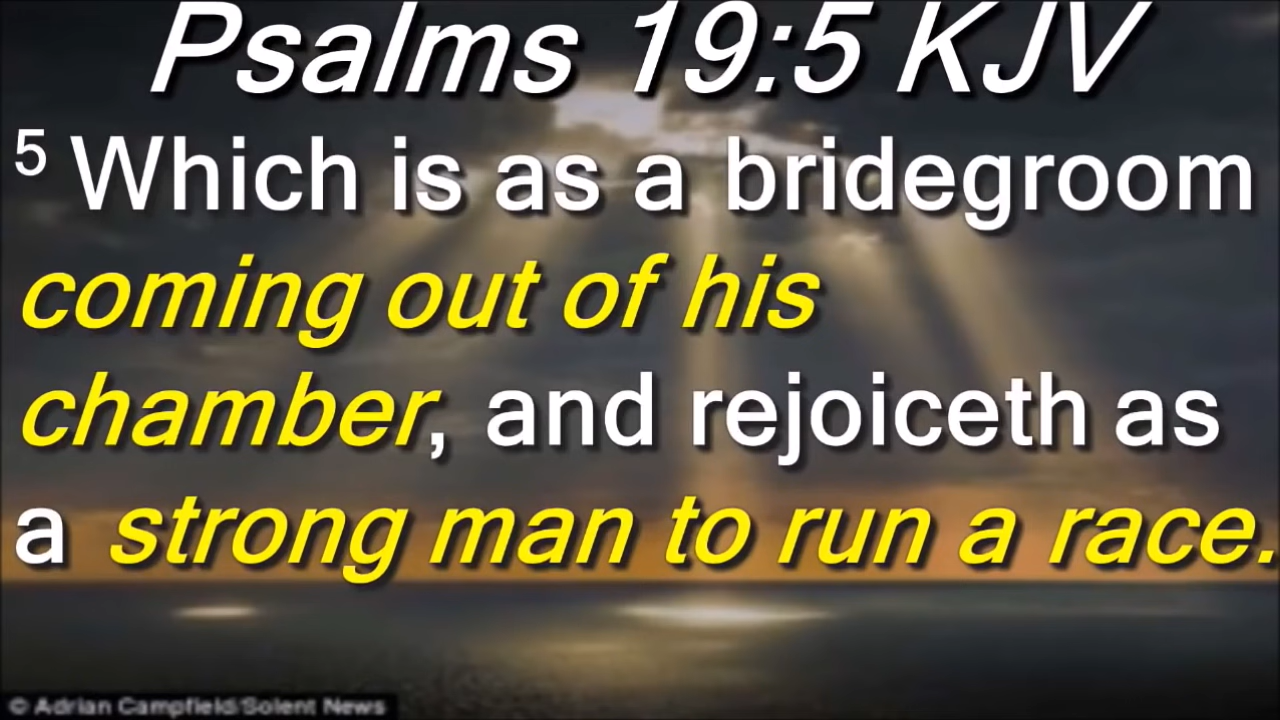 Psalms 19:5 KJV
5 Which is as a bridegroom
coming out of his
chamber, and rejoiceth as
a strong man to run a race.
© Adrian Campfield/Solent News